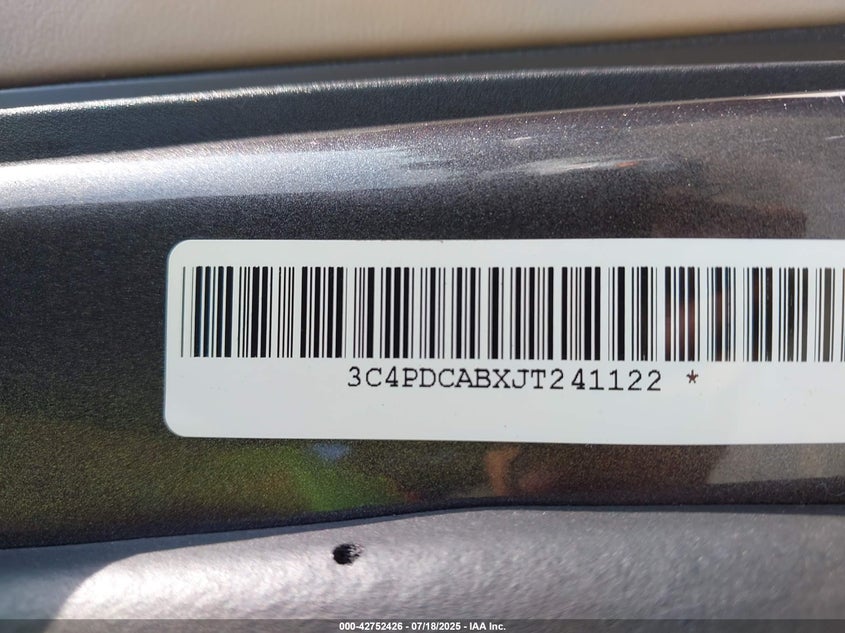 3C4PDCABXJT241122 *
000-42752426 - 07/18/2025 - IAA Inc.